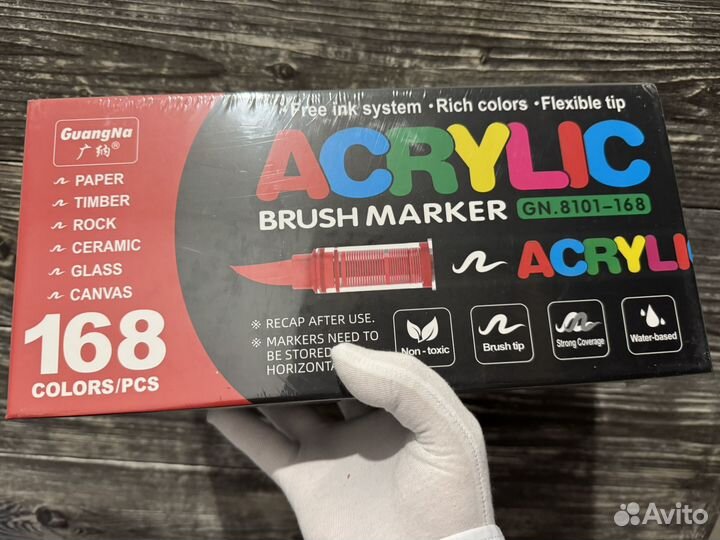 Free ink system · Rich colors · Flexible tip
GuangNa
广纳®
ACRYLIC
BRUSH MARKER GN.8101-168
PAPER
TIMBER
ROCK
CERAMIC
GLASS
CANVAS
168
COLORS/PCS
ACRYLI
※ RECAP AFTER USE.
※ MARKERS NEED TO
BE STORED
HORIZONTA
Non-toxic
Brush tip
Strong Coverage
Water-based
Avito